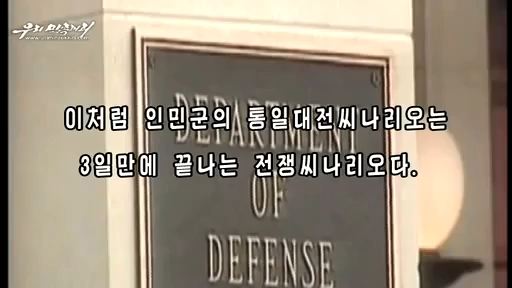 우리민족끼리
이처럼 인민군의 통일대전씨나리오는
3일만에 끝나는 전쟁씨나리오다.
DEPARTMENT
OF
DEFENSE